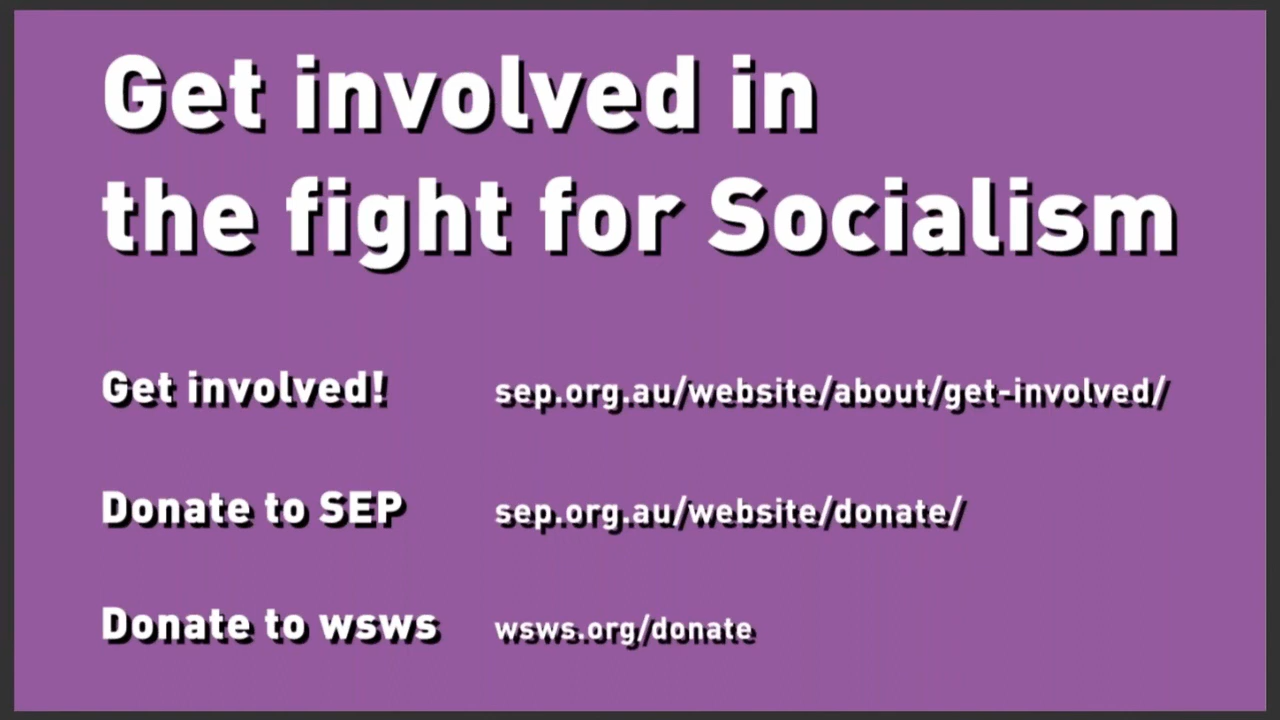 Get involved in
the fight for Socialism
Get involved! sep.org.au/website/about/get-involved/
Donate to SEP sep.org.au/website/donate/
Donate to wsws wsws.org/donate